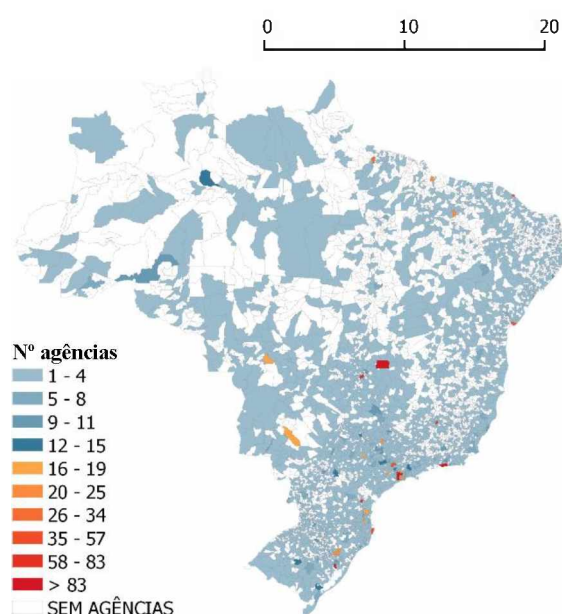 0 10 20
Nº agências
1 - 4
5 - 8
9 - 11
12 - 15
16 - 19
20 - 25
26 - 34
35 - 57
58 - 83
> 83
SEM AGÊNCIAS